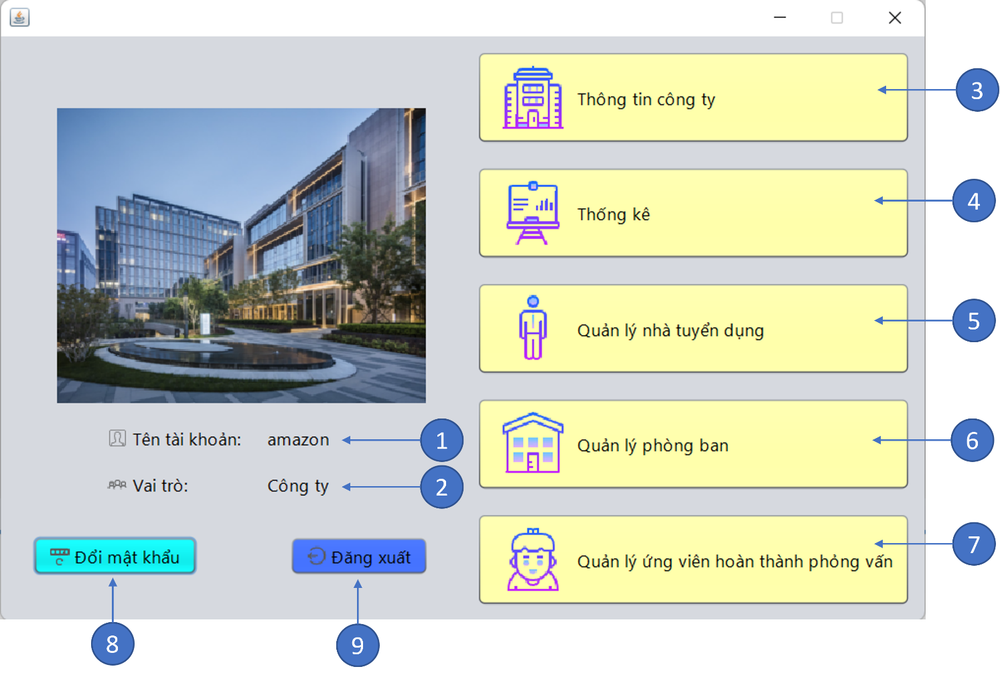 Thông tin công ty
3
Thống kê
4
Quản lý nhà tuyển dụng
5
Tên tài khoản: amazon
1
Quản lý phòng ban
6
Vai trò: Công ty
2
Đổi mật khẩu
Đăng xuất
Quản lý ứng viên hoàn thành phỏng vấn
7
8
9